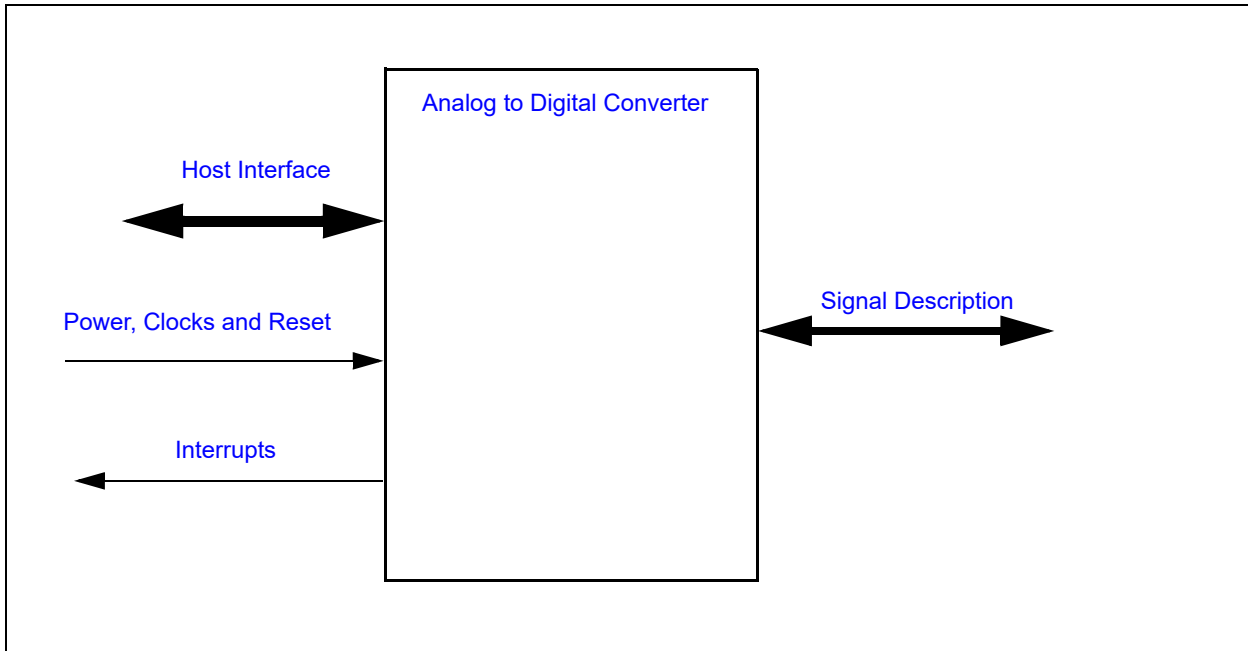 Analog to Digital Converter
Host Interface
Signal Description
Power, Clocks and Reset
Interrupts